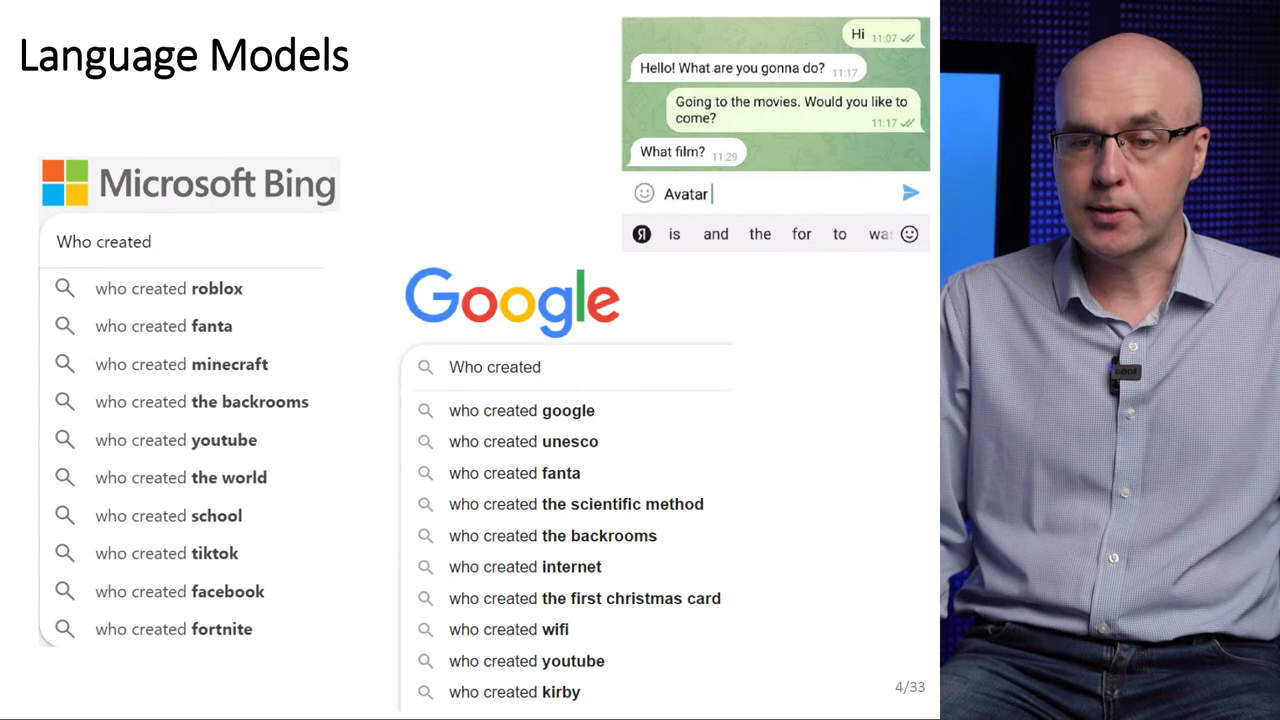 Language Models
Hi 11:07
Hello! What are you gonna do? 11:17
Going to the movies. Would you like to
come? 11:17
What film? 11:29
Avatar
Я is and the for to was
Microsoft Bing
Who created
who created roblox
who created fanta
who created minecraft
who created the backrooms
who created youtube
who created the world
who created school
who created tiktok
who created facebook
who created fortnite
Google
Who created
who created google
who created unesco
who created fanta
who created the scientific method
who created the backrooms
who created internet
who created the first christmas card
who created wifi
who created youtube
who created kirby
4/33
RODE